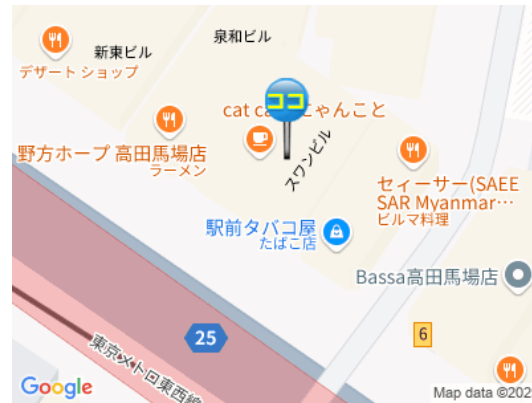 泉和ビル
新東ビル
デザート ショップ
ココ
cat ca にゃんこと
スワンビル
野方ホープ 高田馬場店
ラーメン
セィーサー(SAEE
SAR Myanmar…
ビルマ料理
駅前タバコ屋
たばこ店
Bassa高田馬場店
25
6
東京メトロ東西線
Google
Map data ©202